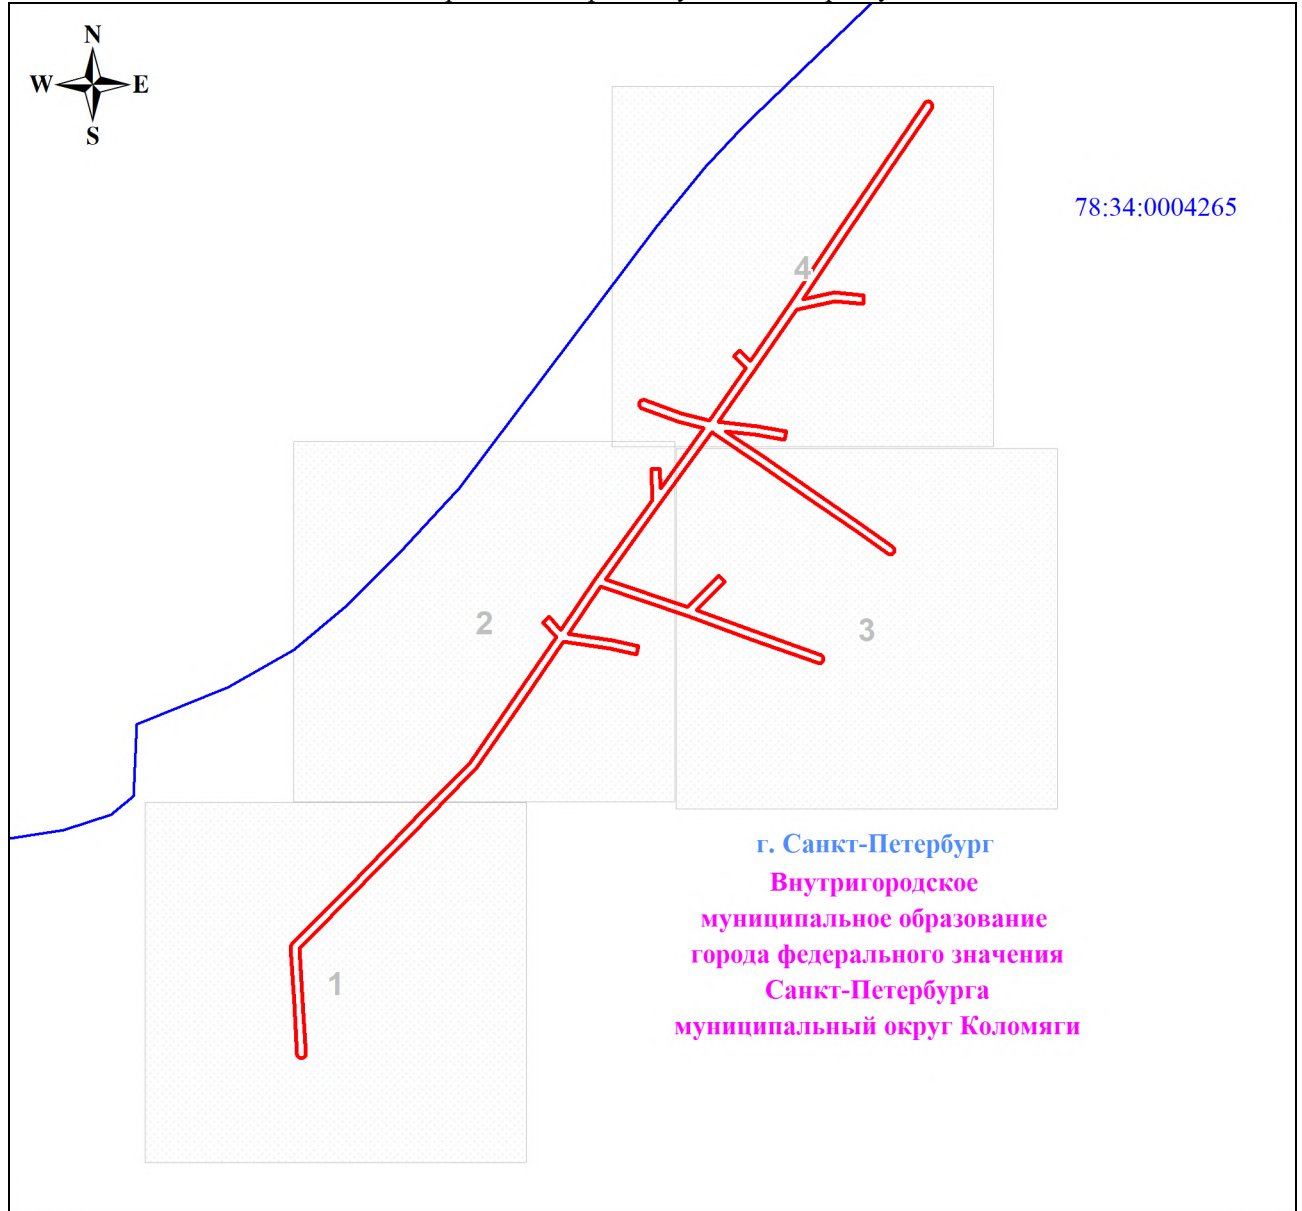 N
W E
S
78:34:0004265
4
2
3
г. Санкт-Петербург
Внутригородское
муниципальное образование
города федерального значения
Санкт-Петербурга
муниципальный округ Коломяги
1